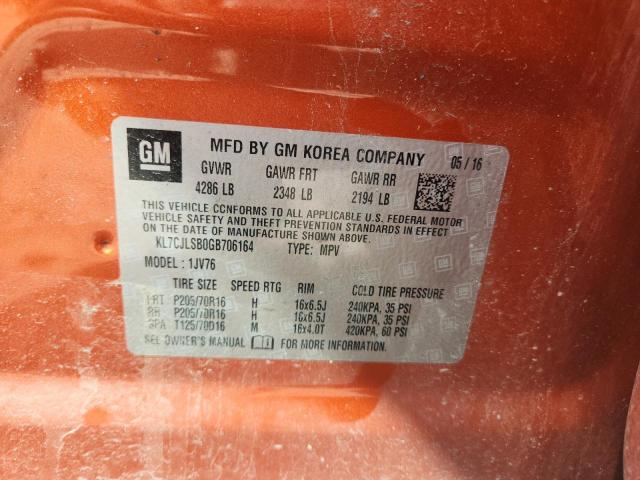 GM MFD BY GM KOREA COMPANY 05 / 16
GVWR GAWR FRT GAWR RR
4286 LB 2348 LB 2194 LB
THIS VEHICLE CONFORMS TO ALL APPLICABLE U.S. FEDERAL MOTOR
VEHICLE SAFETY AND THEFT PREVENTION STANDARDS IN EFFECT ON
THE DATE OF MANUFACTURE SHOWN ABOVE.
KL7CJLSB0GB706164 TYPE: MPV
MODEL : 1JV76
TIRE SIZE SPEED RTG RIM COLD TIRE PRESSURE
FRT P205/70R16 H 16x6.5J 240KPA, 35 PSI
RR P205/70R16 H 16x6.5J 240KPA, 35 PSI
SPA T125/70D16 M 16x4.0T 420KPA, 60 PSI
SEE OWNER'S MANUAL FOR MORE INFORMATION.